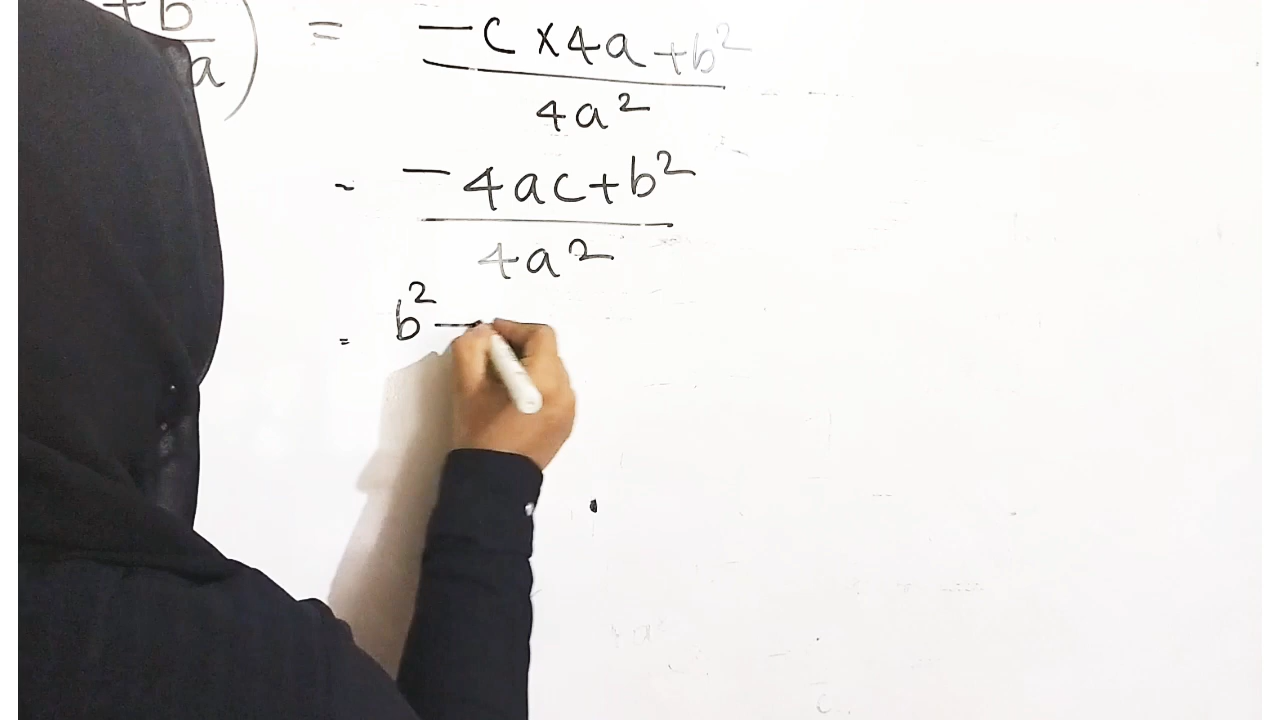 +b/a) = -c×4a+b²/4a²
- -4ac+b²/4a²
= b²-